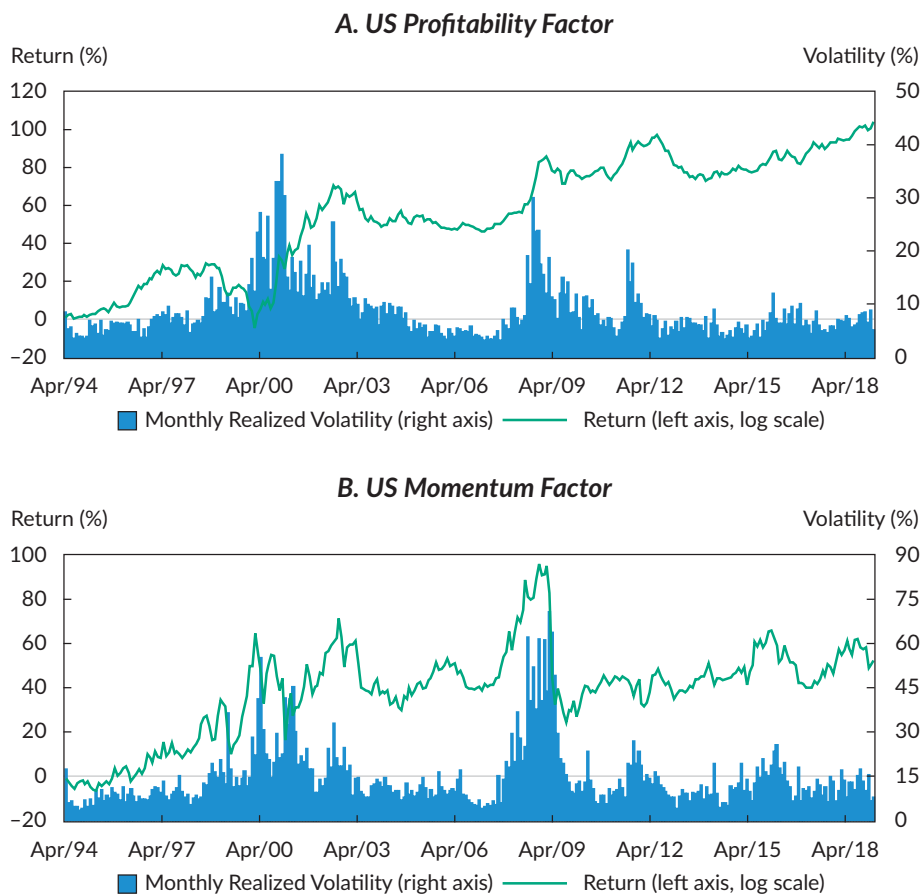 A. US Profitability Factor
Return (%) Volatility (%)
120 50
100
80 40
60 30
40
20 20
0 10
–20 0
Apr/94 Apr/97 Apr/00 Apr/03 Apr/06 Apr/09 Apr/12 Apr/15 Apr/18
Monthly Realized Volatility (right axis) Return (left axis, log scale)
B. US Momentum Factor
Return (%) Volatility (%)
100 90
80 75
60 60
40 45
20 30
0 15
–20 0
Apr/94 Apr/97 Apr/00 Apr/03 Apr/06 Apr/09 Apr/12 Apr/15 Apr/18
Monthly Realized Volatility (right axis) Return (left axis, log scale)